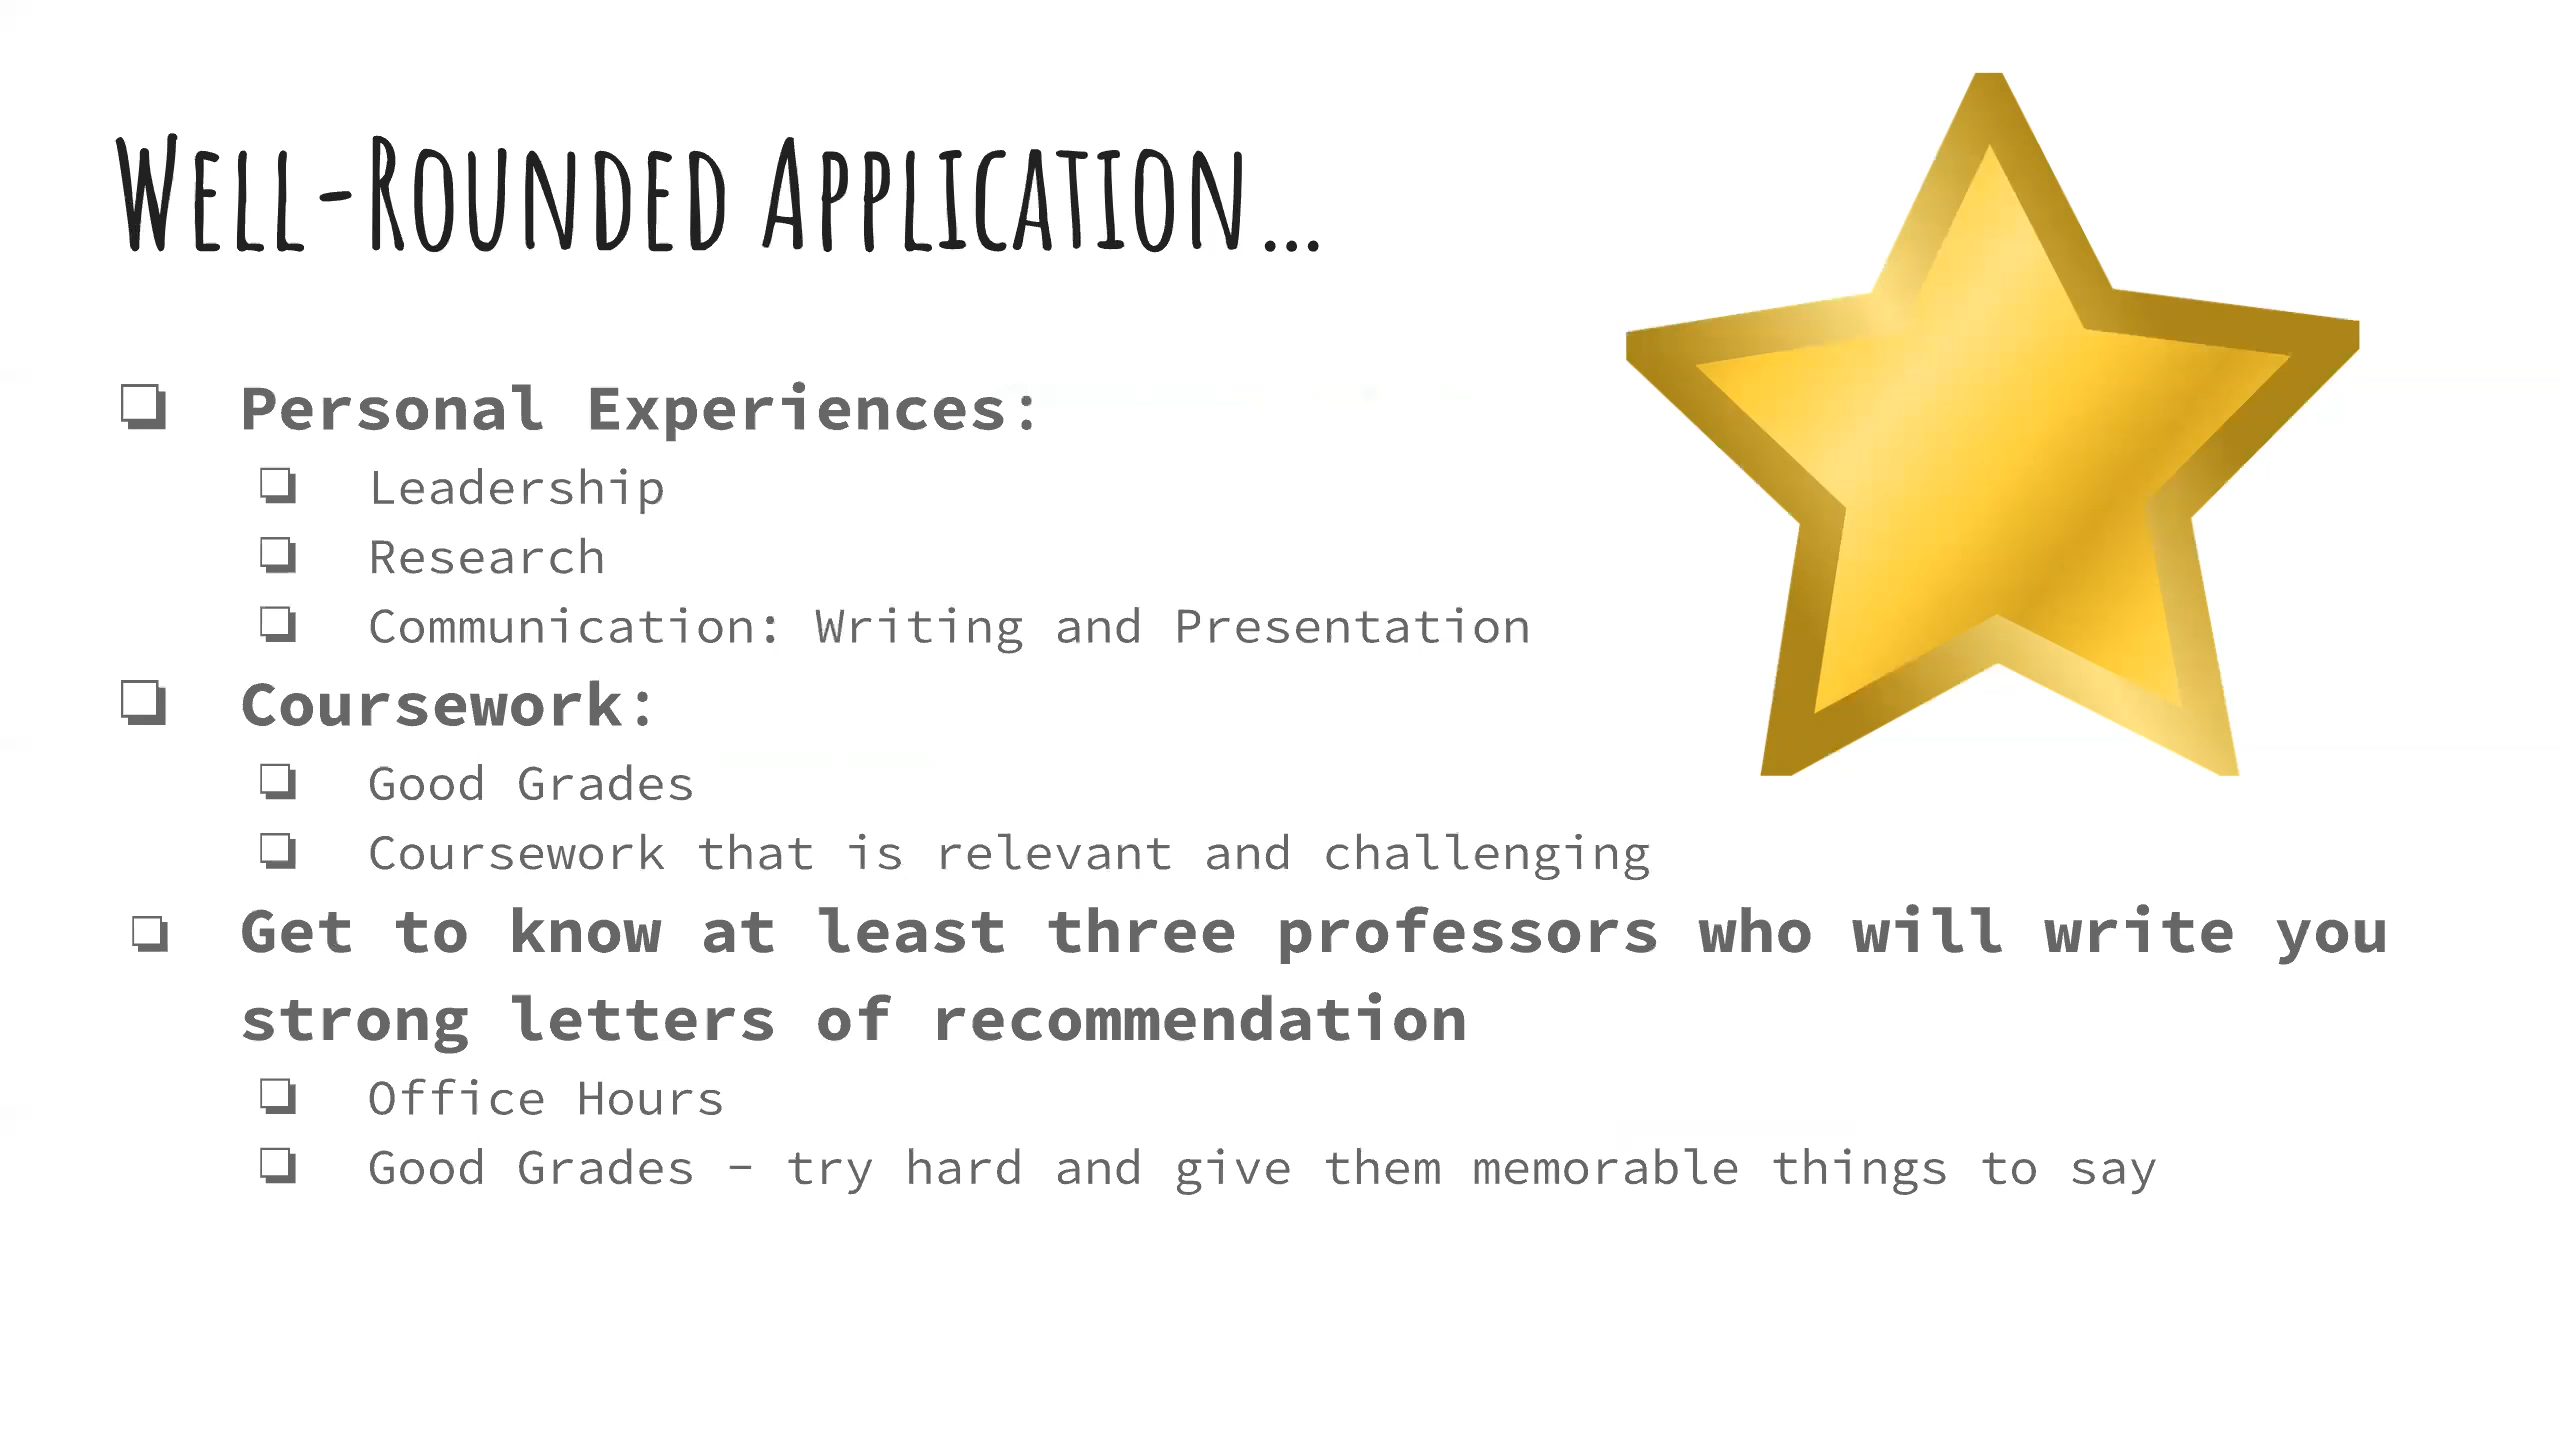 Well-Rounded Application...
❏ Personal Experiences:
❏ Leadership
❏ Research
❏ Communication: Writing and Presentation
❏ Coursework:
❏ Good Grades
❏ Coursework that is relevant and challenging
❏ Get to know at least three professors who will write you
strong letters of recommendation
❏ Office Hours
❏ Good Grades – try hard and give them memorable things to say